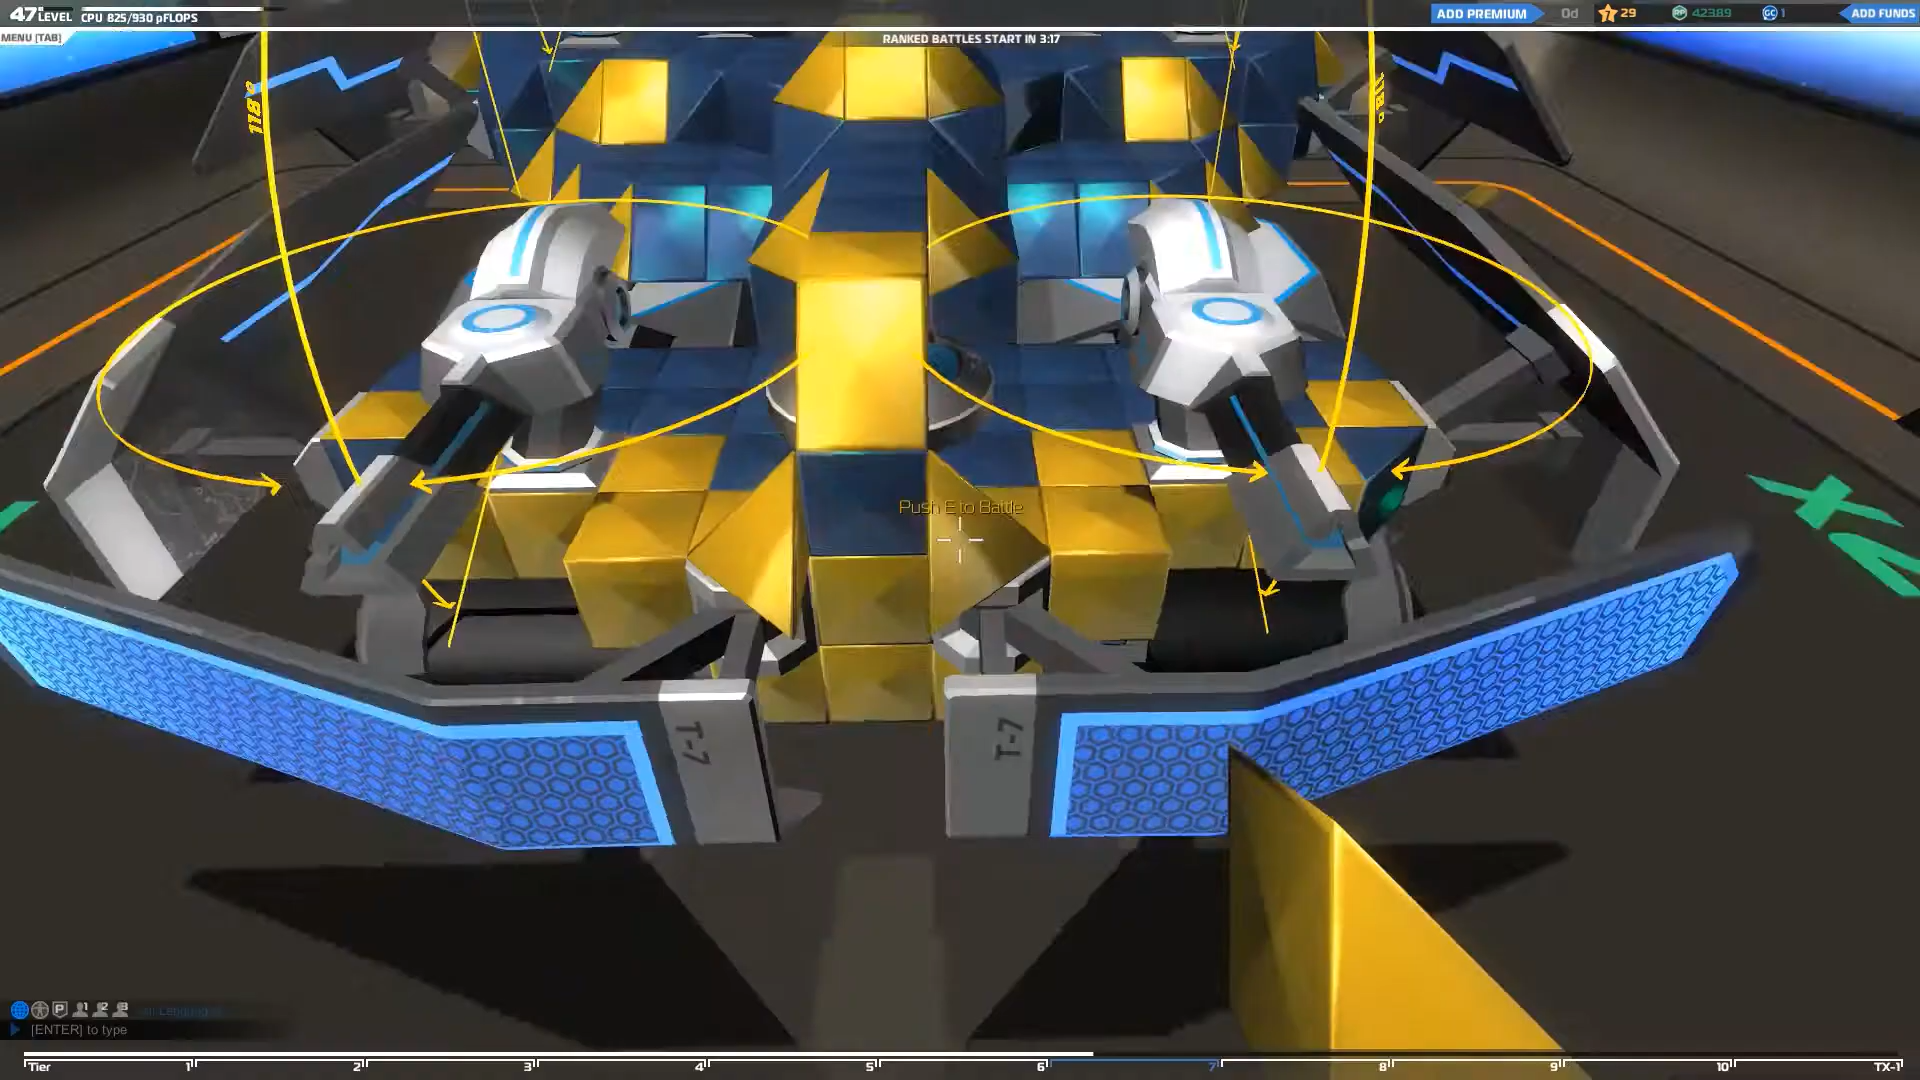 47 LEVEL CPU 825/930 pFLOPS
ADD PREMIUM 0d 29 42389 GC 1 ADD FUNDS
MENU [TAB]
RANKED BATTLES START IN 3:17
118°
Push E to Battle
T-7
T-7
[ENTER] to type
Tier 1 2 3 4 5 6 7 8 9 10 TX-1